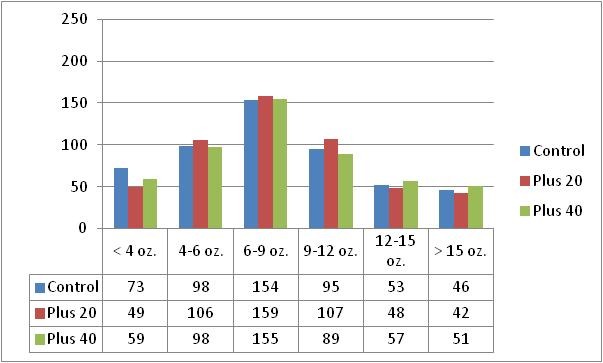 250
200
150
100
50
0
Control
Plus 20
Plus 40
< 4 oz. 4-6 oz. 6-9 oz. 9-12 oz. 12-15 oz. > 15 oz.
Control 73 98 154 95 53 46
Plus 20 49 106 159 107 48 42
Plus 40 59 98 155 89 57 51